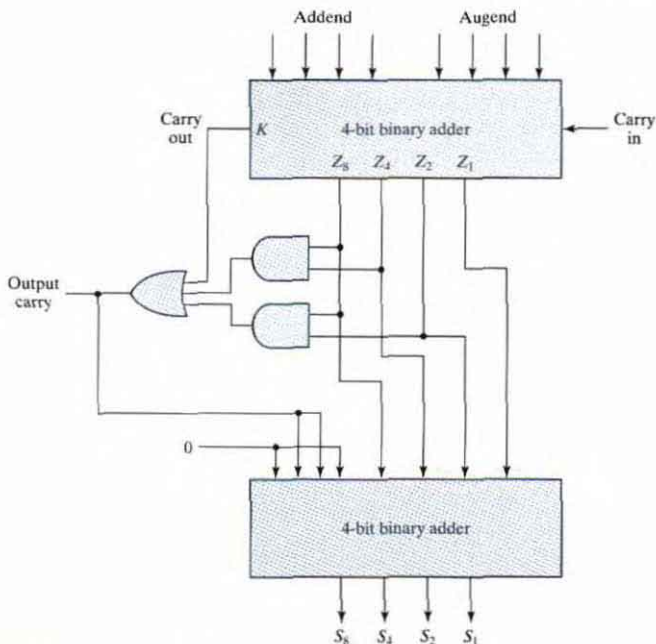 Addend Augend
Carry out
K 4-bit binary adder
Carry in
Z₈ Z₄ Z₂ Z₁
Output carry
0
4-bit binary adder
S₈ S₄ S₂ S₁